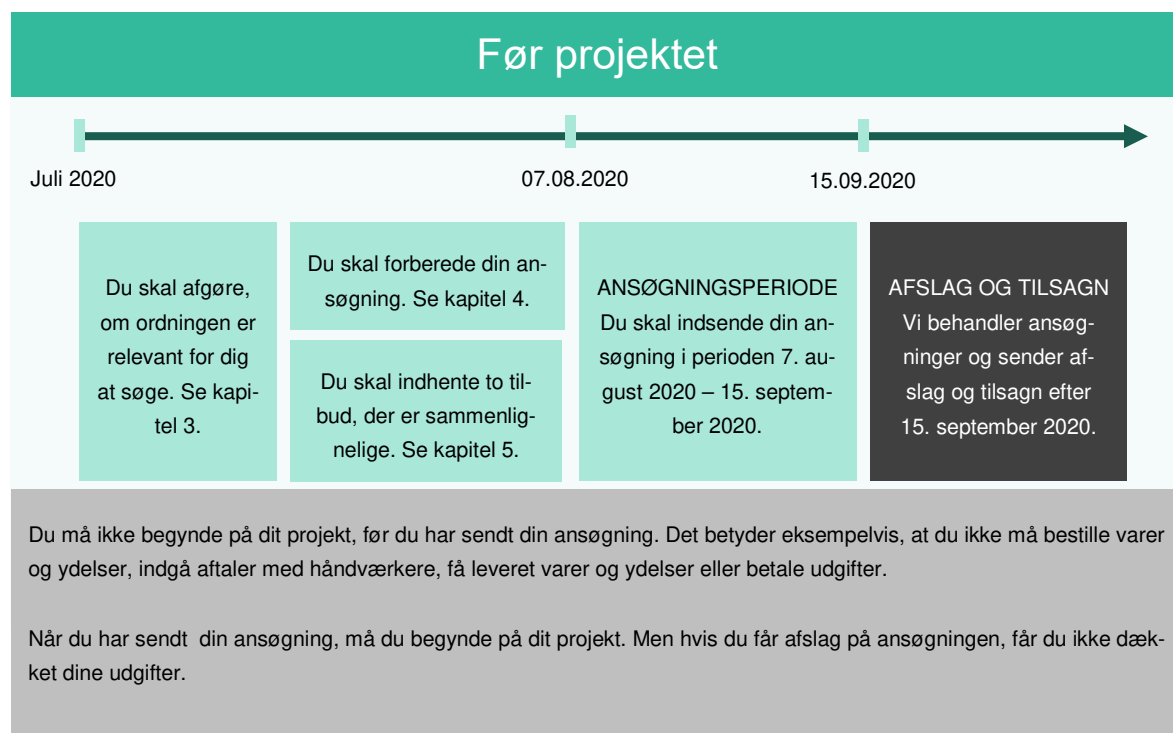 Før projektet
Juli 2020
07.08.2020
15.09.2020
Du skal afgøre,
om ordningen er
relevant for dig
at søge. Se kapi-
tel 3.
Du skal forberede din an-
søgning. Se kapitel 4.
Du skal indhente to til-
bud, der er sammenlig-
nelige. Se kapitel 5.
ANSØGNINGSPERIODE
Du skal indsende din an-
søgning i perioden 7. au-
gust 2020 – 15. septem-
ber 2020.
AFSLAG OG TILSAGN
Vi behandler ansøg-
ninger og sender af-
slag og tilsagn efter
15. september 2020.
Du må ikke begynde på dit projekt, før du har sendt din ansøgning. Det betyder eksempelvis, at du ikke må bestille varer
og ydelser, indgå aftaler med håndværkere, få leveret varer og ydelser eller betale udgifter.
Når du har sendt  din ansøgning, må du begynde på dit projekt. Men hvis du får afslag på ansøgningen, får du ikke dæk-
ket dine udgifter.